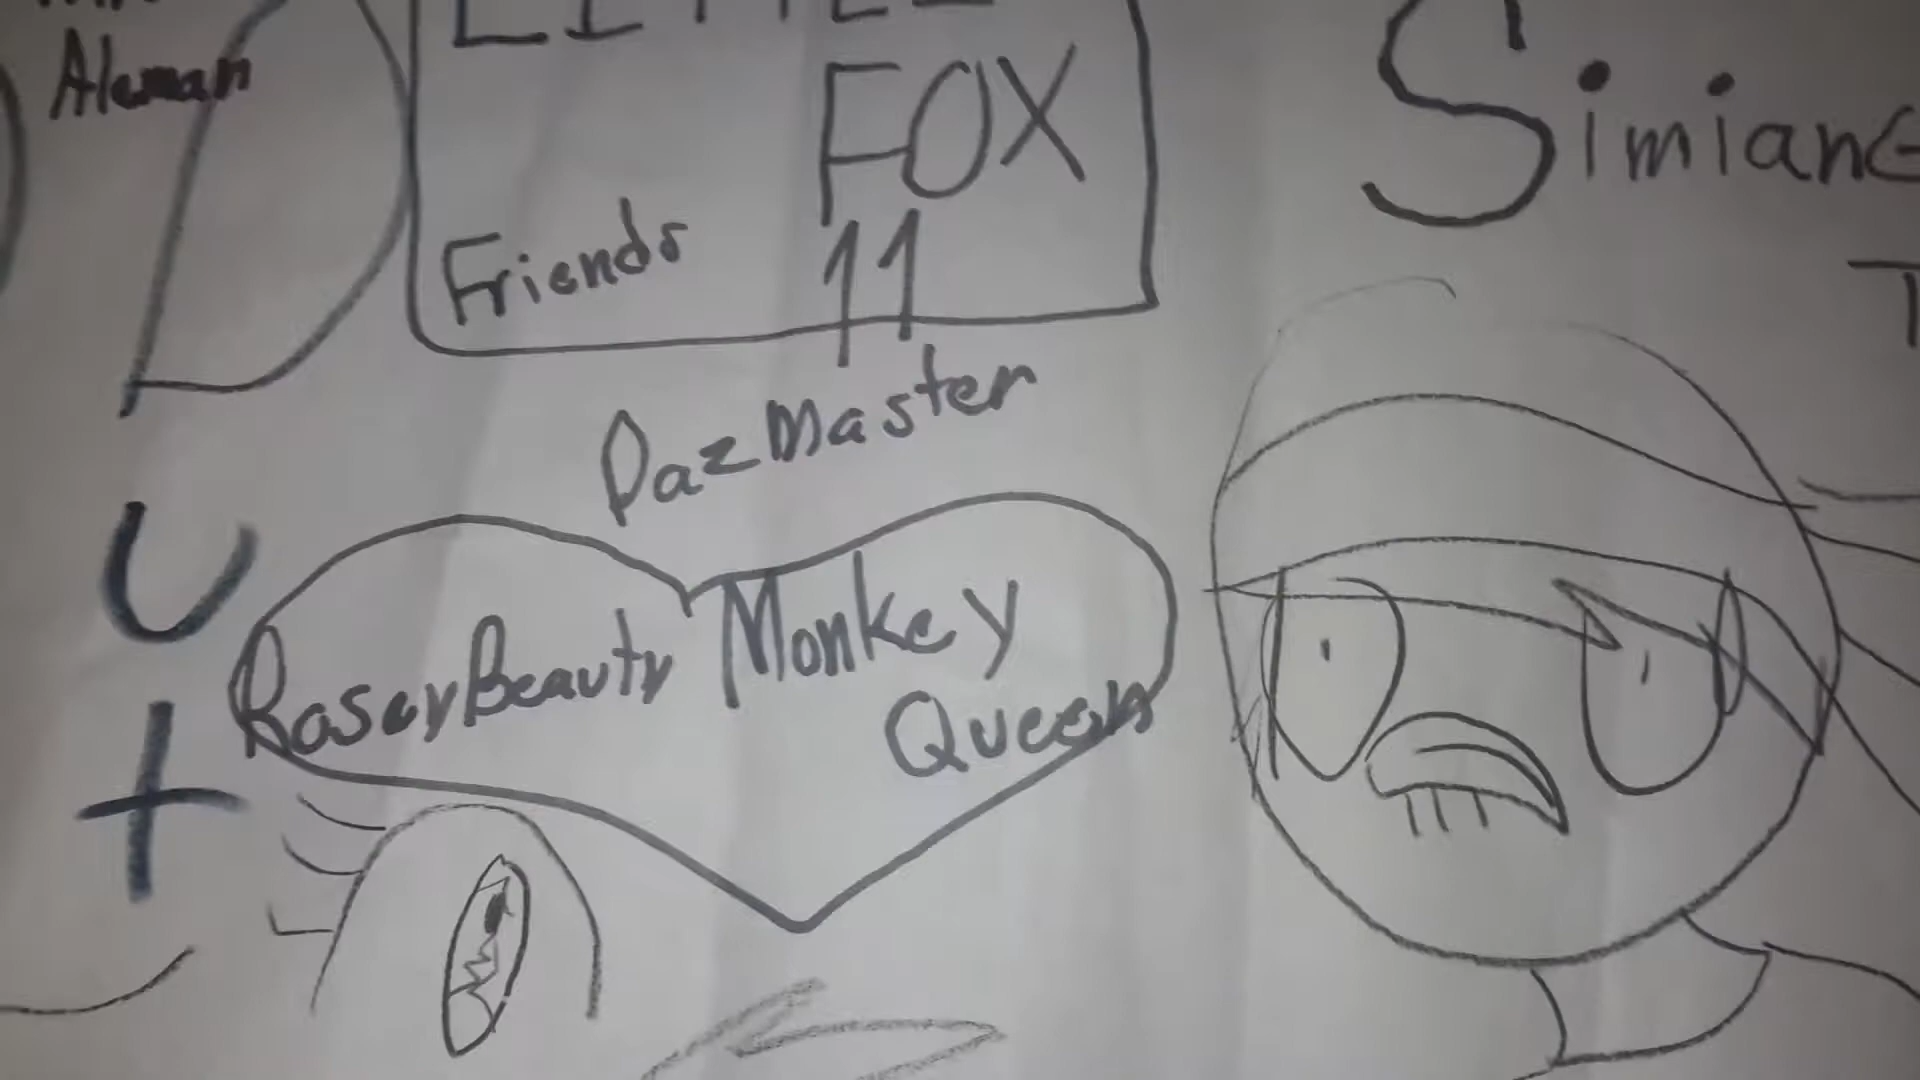 Aleman
FOX
Friends
11
DazMaster
RoseyBeauty Monkey
Queen
Simian